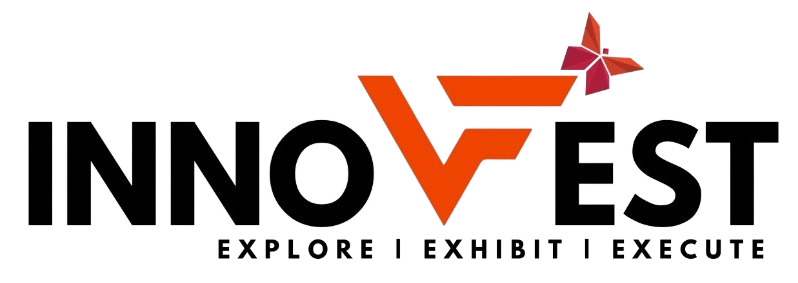 INNOVFEST
EXPLORE | EXHIBIT | EXECUTE